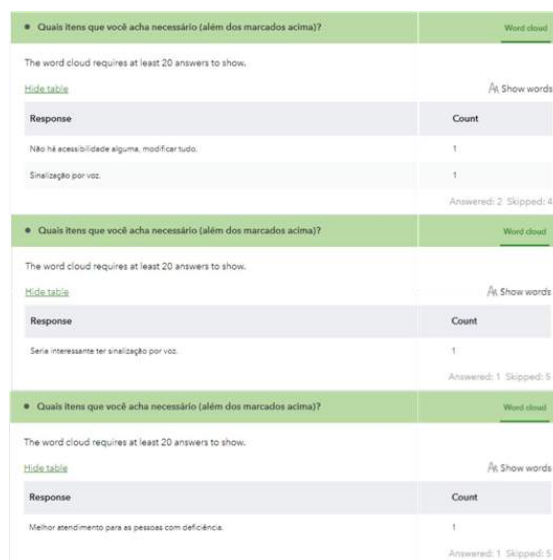 Quais itens que você acha necessário (além dos marcados acima)? Word cloud
The word cloud requires at least 20 answers to show.
Hide table Show words
Response Count
Não há acessibilidade alguma, modificar tudo. 1
Sinalização por voz. 1
Answered: 2 Skipped: 4
Quais itens que você acha necessário (além dos marcados acima)? Word cloud
The word cloud requires at least 20 answers to show.
Hide table Show words
Response Count
Seria interessante ter sinalização por voz. 1
Answered: 1 Skipped: 5
Quais itens que você acha necessário (além dos marcados acima)? Word cloud
The word cloud requires at least 20 answers to show.
Hide table Show words
Response Count
Melhor atendimento para as pessoas com deficiência. 1
Answered: 1 Skipped: 5